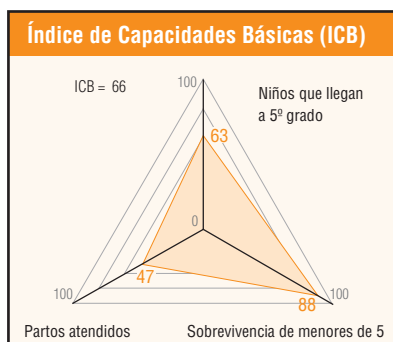 Índice de Capacidades Básicas (ICB)
ICB = 66
100
Niños que llegan
a 5º grado
63
0
47
100
88
100
Partos atendidos
Sobrevivencia de menores de 5